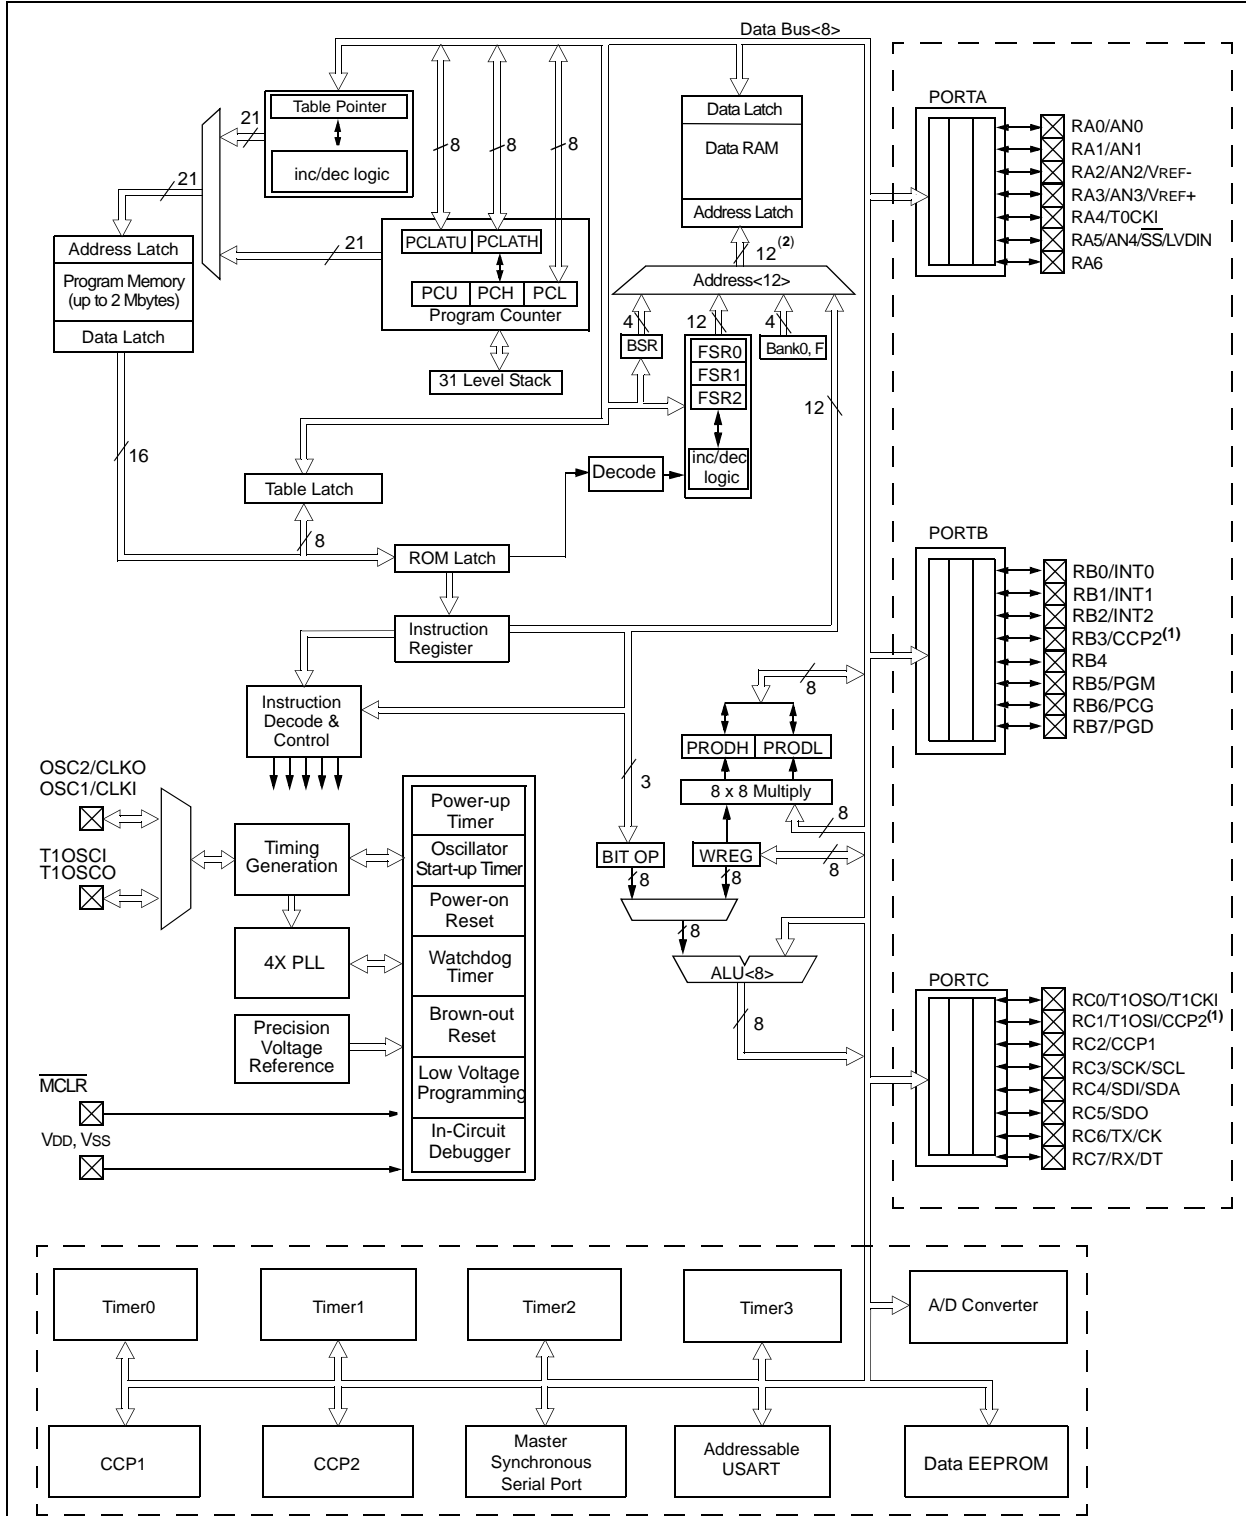 Data Bus<8>
PORTA
Table Pointer
21
inc/dec logic
8
8
8
Data Latch
Data RAM
Address Latch
RA0/AN0
RA1/AN1
RA2/AN2/VREF-
RA3/AN3/VREF+
RA4/T0CKI
RA5/AN4/SS/LVDIN
RA6
21
21
Address Latch
Program Memory
(up to 2 Mbytes)
Data Latch
PCLATU PCLATH
PCU PCH PCL
Program Counter
12(2)
Address<12>
4
12
4
BSR
FSR0
FSR1
FSR2
Bank0, F
31 Level Stack
12
16
inc/dec
logic
Decode
Table Latch
8
ROM Latch
Instruction
Register
PORTB
RB0/INT0
RB1/INT1
RB2/INT2
RB3/CCP2(1)
RB4
RB5/PGM
RB6/PCG
RB7/PGD
8
Instruction
Decode &
Control
PRODH PRODL
3
8 x 8 Multiply
8
OSC2/CLKO
OSC1/CLKI
T1OSCI
T1OSCO
Timing
Generation
4X PLL
Precision
Voltage
Reference
MCLR
VDD, VSS
Power-up
Timer
Oscillator
Start-up Timer
Power-on
Reset
Watchdog
Timer
Brown-out
Reset
Low Voltage
Programming
In-Circuit
Debugger
BIT OP
WREG
8
8
8
8
ALU<8>
8
PORTC
RC0/T1OSO/T1CKI
RC1/T1OSI/CCP2(1)
RC2/CCP1
RC3/SCK/SCL
RC4/SDI/SDA
RC5/SDO
RC6/TX/CK
RC7/RX/DT
Timer0
Timer1
Timer2
Timer3
A/D Converter
CCP1
CCP2
Master
Synchronous
Serial Port
Addressable
USART
Data EEPROM